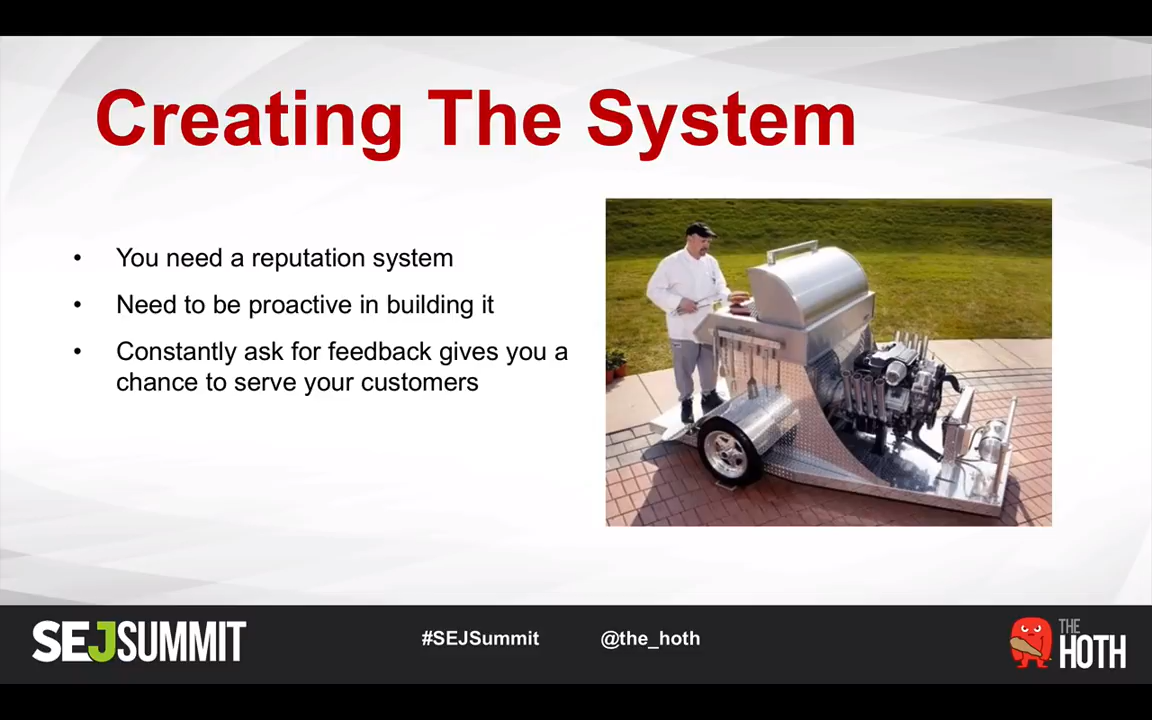 Creating The System
• You need a reputation system
• Need to be proactive in building it
• Constantly ask for feedback gives you a
chance to serve your customers
SEJSUMMIT
#SEJSummit
@the_hoth
THE
HOTH